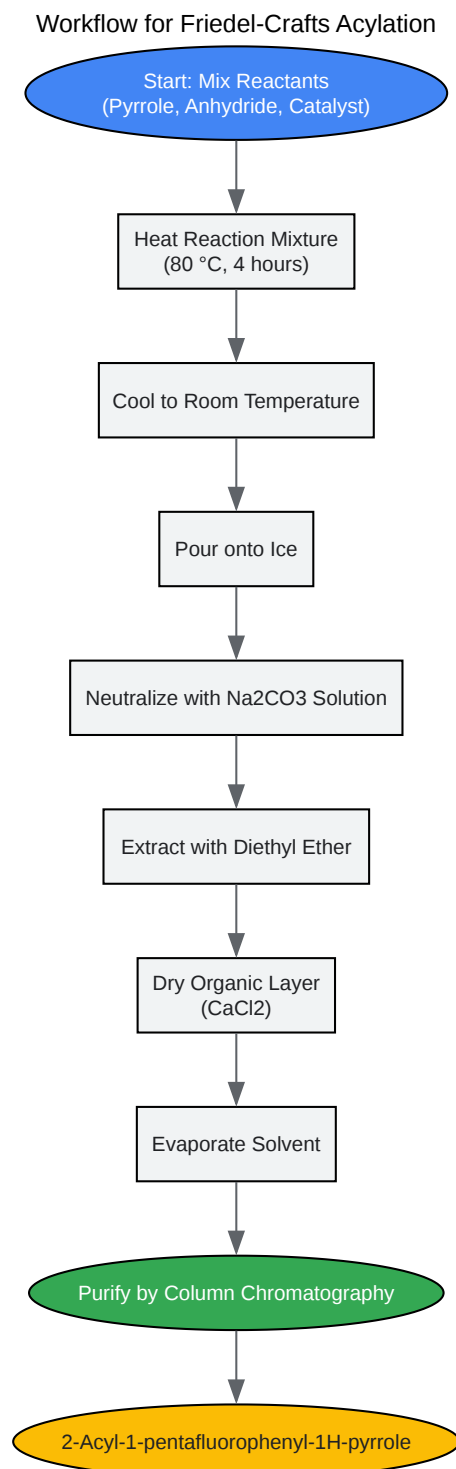 Workflow for Friedel-Crafts Acylation
Start: Mix Reactants
(Pyrrole, Anhydride, Catalyst)
Heat Reaction Mixture
(80 °C, 4 hours)
Cool to Room Temperature
Pour onto Ice
Neutralize with Na2CO3 Solution
Extract with Diethyl Ether
Dry Organic Layer
(CaCl2)
Evaporate Solvent
Purify by Column Chromatography
2-Acyl-1-pentafluorophenyl-1H-pyrrole